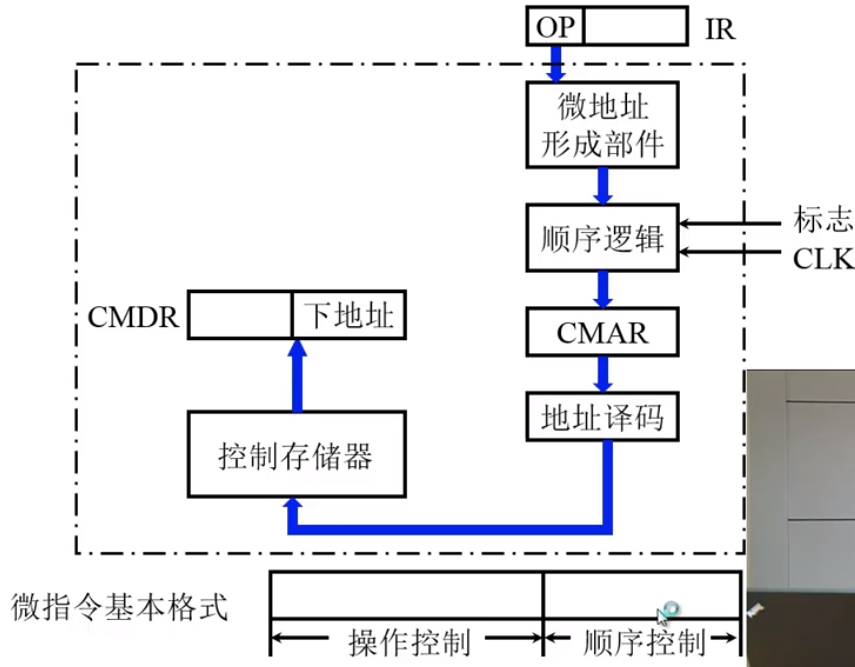 OP
IR
微地址
形成部件
顺序逻辑
标志
CLK
CMDR
下地址
CMAR
地址译码
控制存储器
微指令基本格式
操作控制
顺序控制